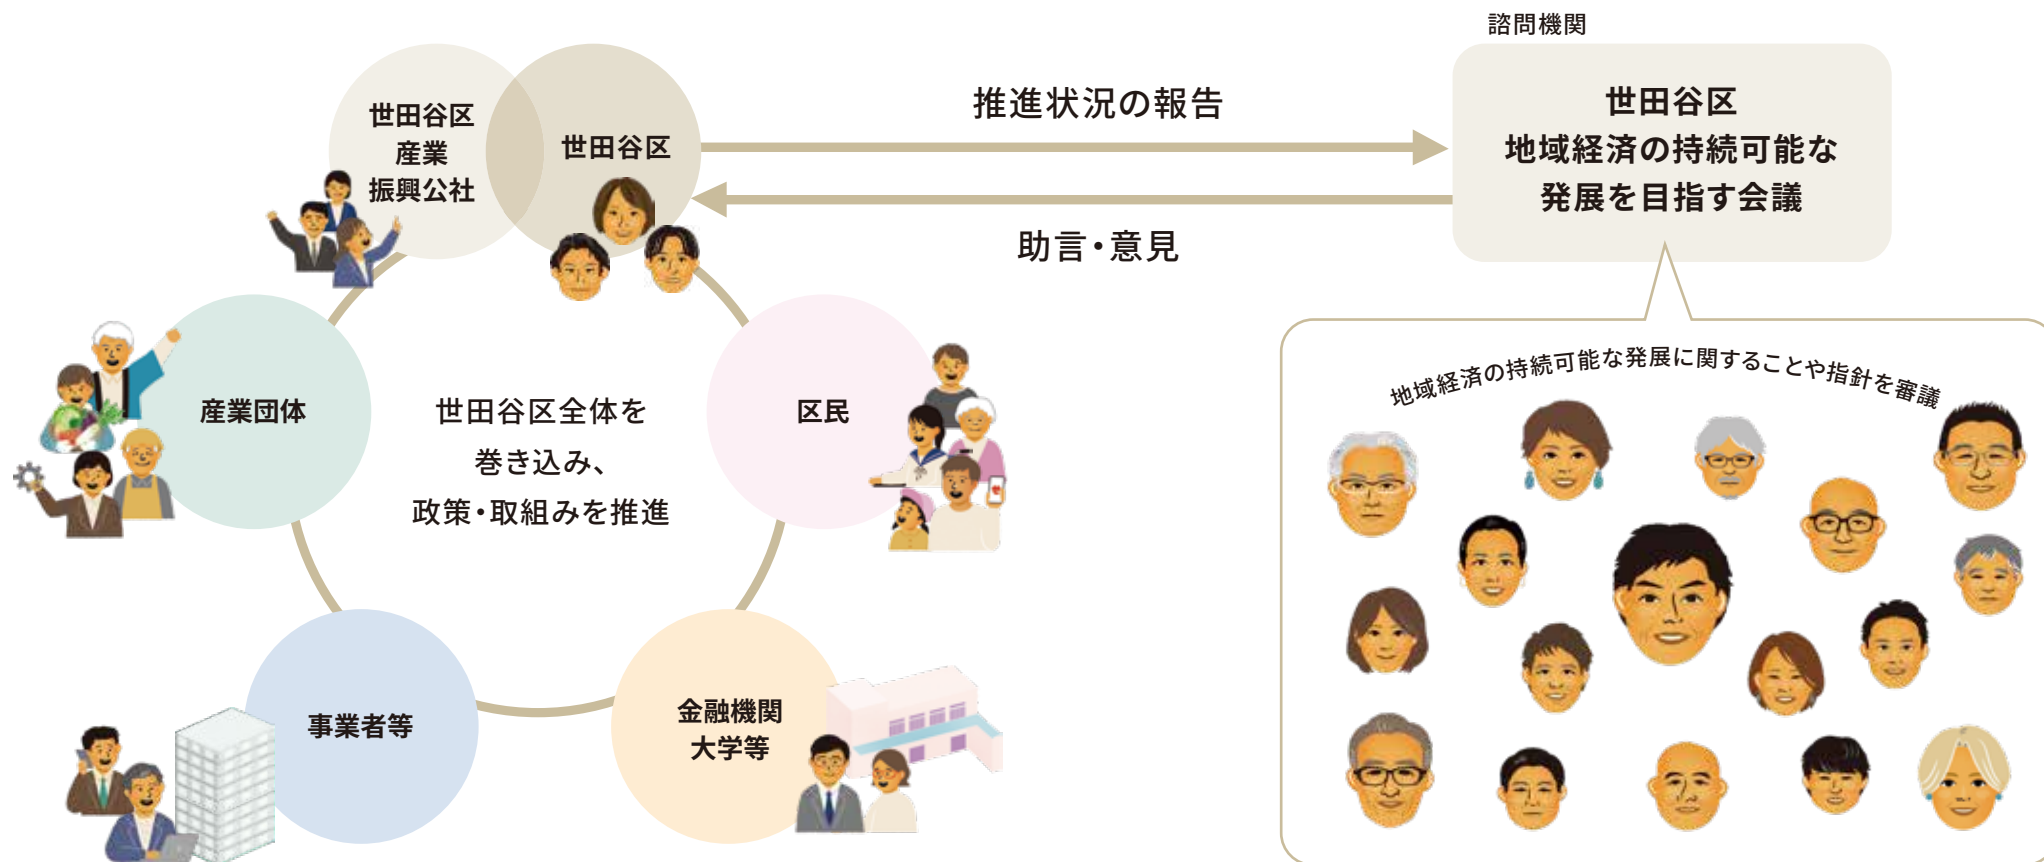 諮問機関
世田谷区
産業
振興公社
世田谷区
推進状況の報告
助言・意見
世田谷区
地域経済の持続可能な
発展を目指す会議
産業団体
世田谷区全体を
巻き込み、
政策・取組みを推進
区民
事業者等
金融機関
大学等
地域経済の持続可能な発展に関することや指針を審議